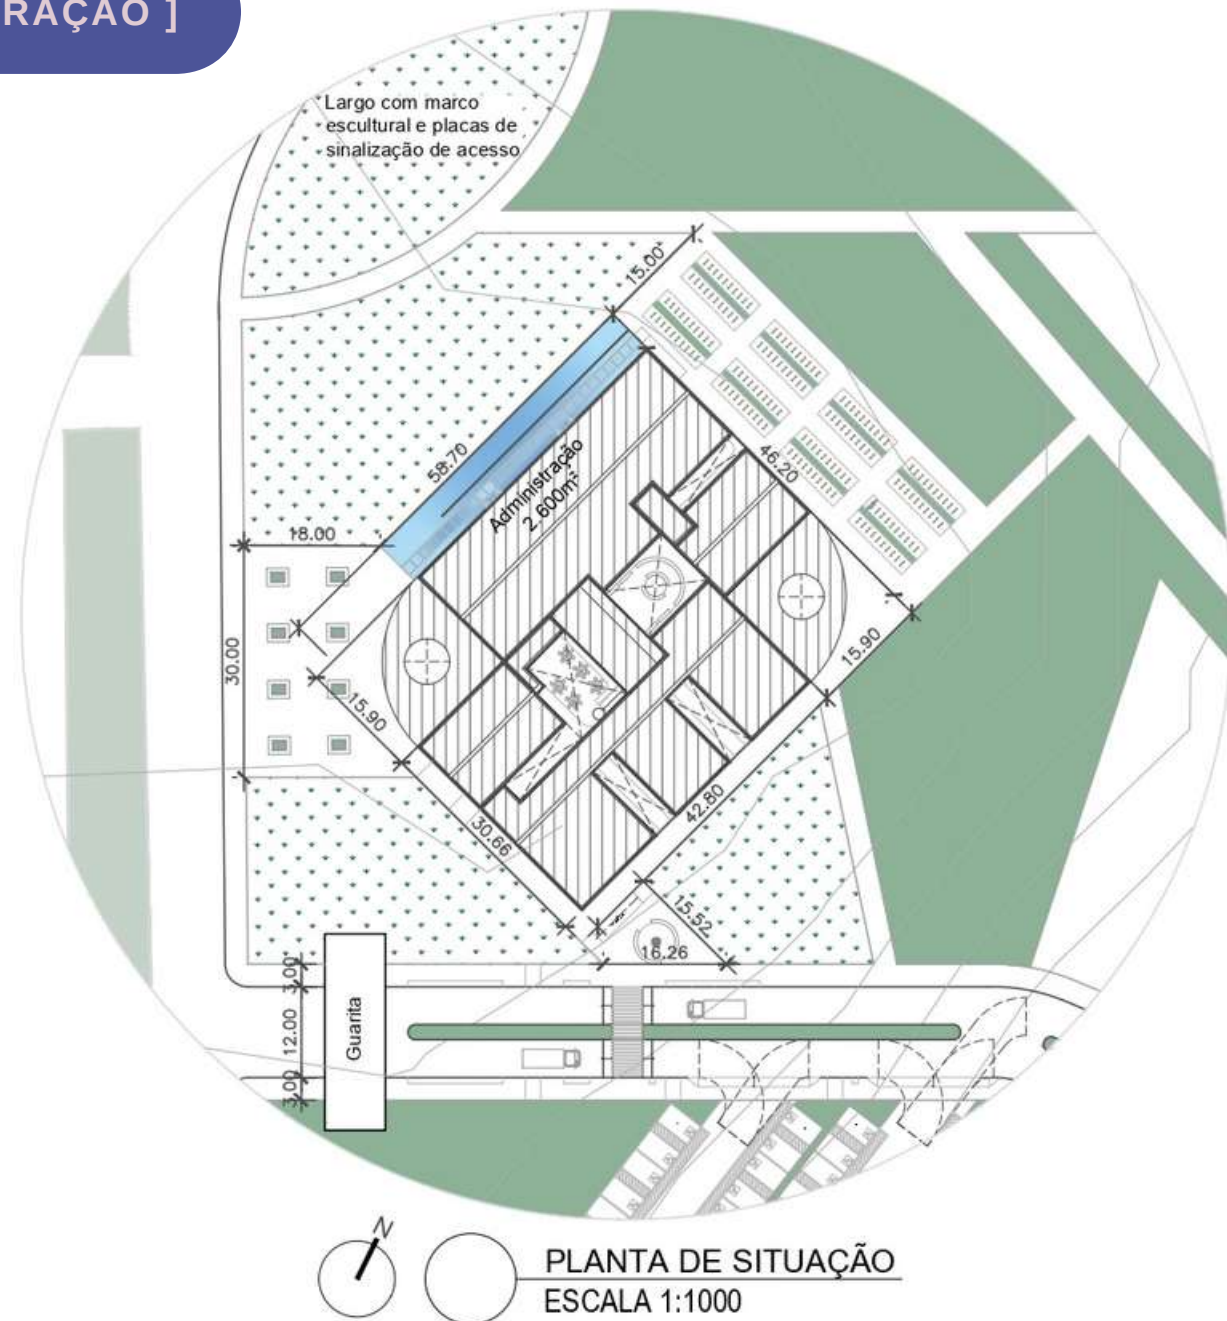 RAÇÃO ]
Largo com marco
escultural e placas de
sinalização de acesso
15.00
58.70
Administração
2.600m²
46.20
18.00
30.00
15.90
15.90
30.66
42.80
15.52
16.26
3.00
12.00
3.00
Guarita
N
PLANTA DE SITUAÇÃO
ESCALA 1:1000